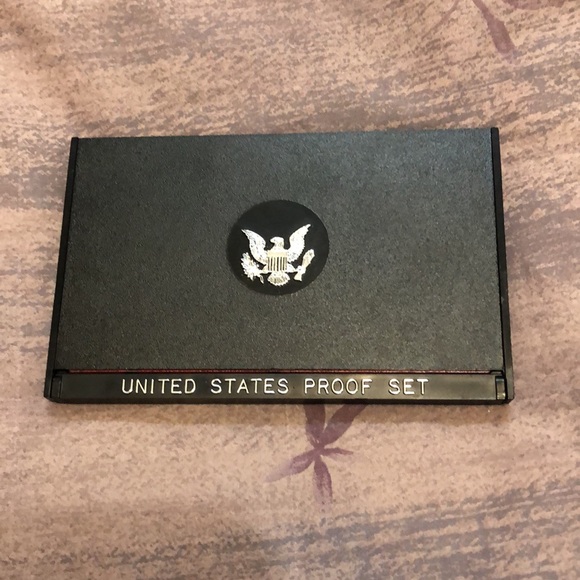 UNITED STATES PROOF SET